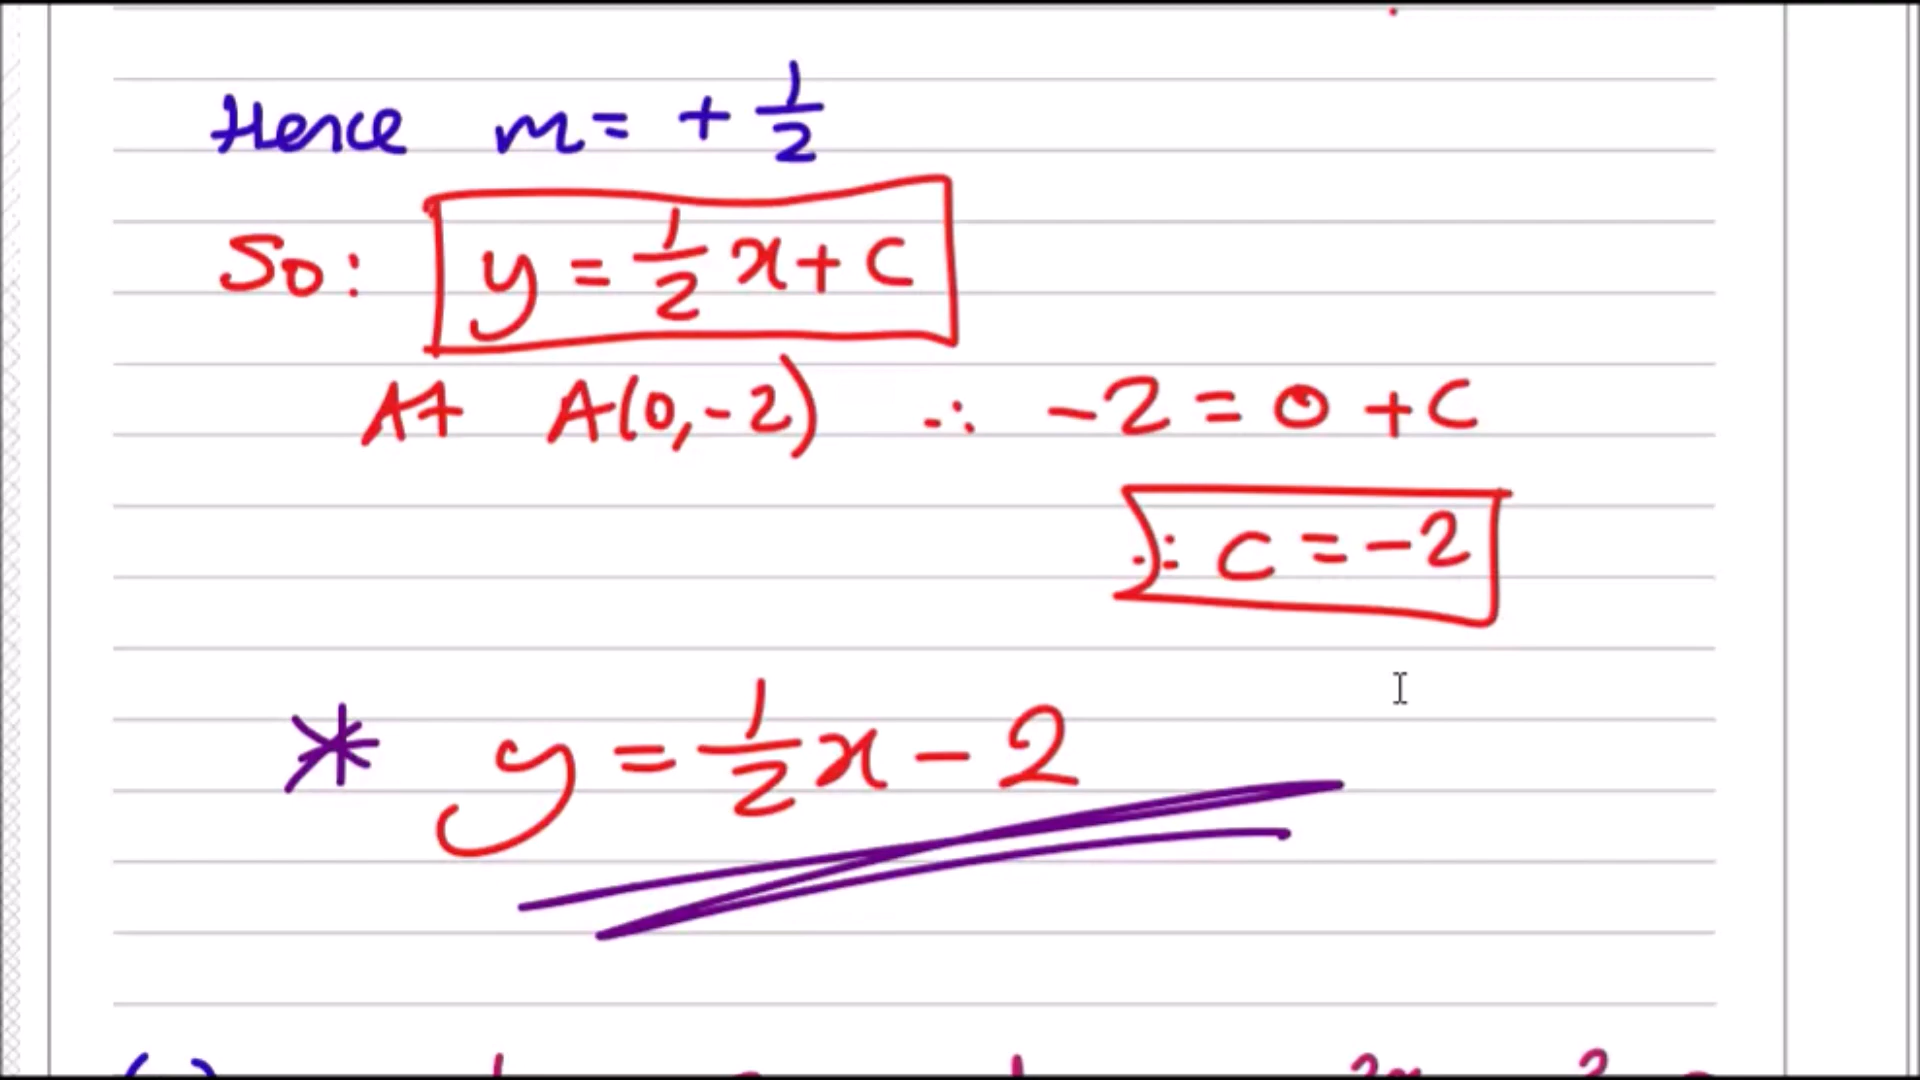 Hence m = + 1/2
So: y = 1/2 x + c
At A(0, -2) ∴ -2 = 0 + c
∴ c = -2
* y = 1/2 x - 2